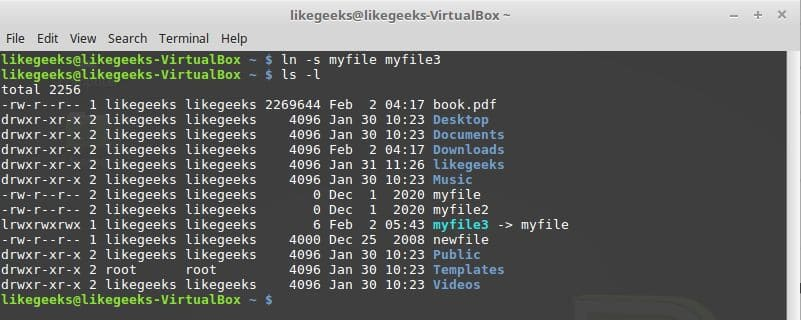 likegeeks@likegeeks-VirtualBox ~
File Edit View Search Terminal Help
likegeeks@likegeeks-VirtualBox ~ $ ln -s myfile myfile3
likegeeks@likegeeks-VirtualBox ~ $ ls -l
total 2256
-rw-r--r-- 1 likegeeks likegeeks 2269644 Feb  2 04:17 book.pdf
drwxr-xr-x 2 likegeeks likegeeks    4096 Jan 30 10:23 Desktop
drwxr-xr-x 2 likegeeks likegeeks    4096 Jan 30 10:23 Documents
drwxr-xr-x 2 likegeeks likegeeks    4096 Feb  2 04:17 Downloads
drwxr-xr-x 2 likegeeks likegeeks    4096 Jan 31 11:26 likegeeks
drwxr-xr-x 2 likegeeks likegeeks    4096 Jan 30 10:23 Music
-rw-r--r-- 2 likegeeks likegeeks       0 Dec  1  2020 myfile
-rw-r--r-- 2 likegeeks likegeeks       0 Dec  1  2020 myfile2
lrwxrwxrwx 1 likegeeks likegeeks       6 Feb  2 05:43 myfile3 -> myfile
-rw-r--r-- 1 likegeeks likegeeks    4000 Dec 25  2008 newfile
drwxr-xr-x 2 likegeeks likegeeks    4096 Jan 30 10:23 Public
drwxr-xr-x 2 root      root         4096 Jan 30 10:23 Templates
drwxr-xr-x 2 likegeeks likegeeks    4096 Jan 30 10:23 Videos
likegeeks@likegeeks-VirtualBox ~ $